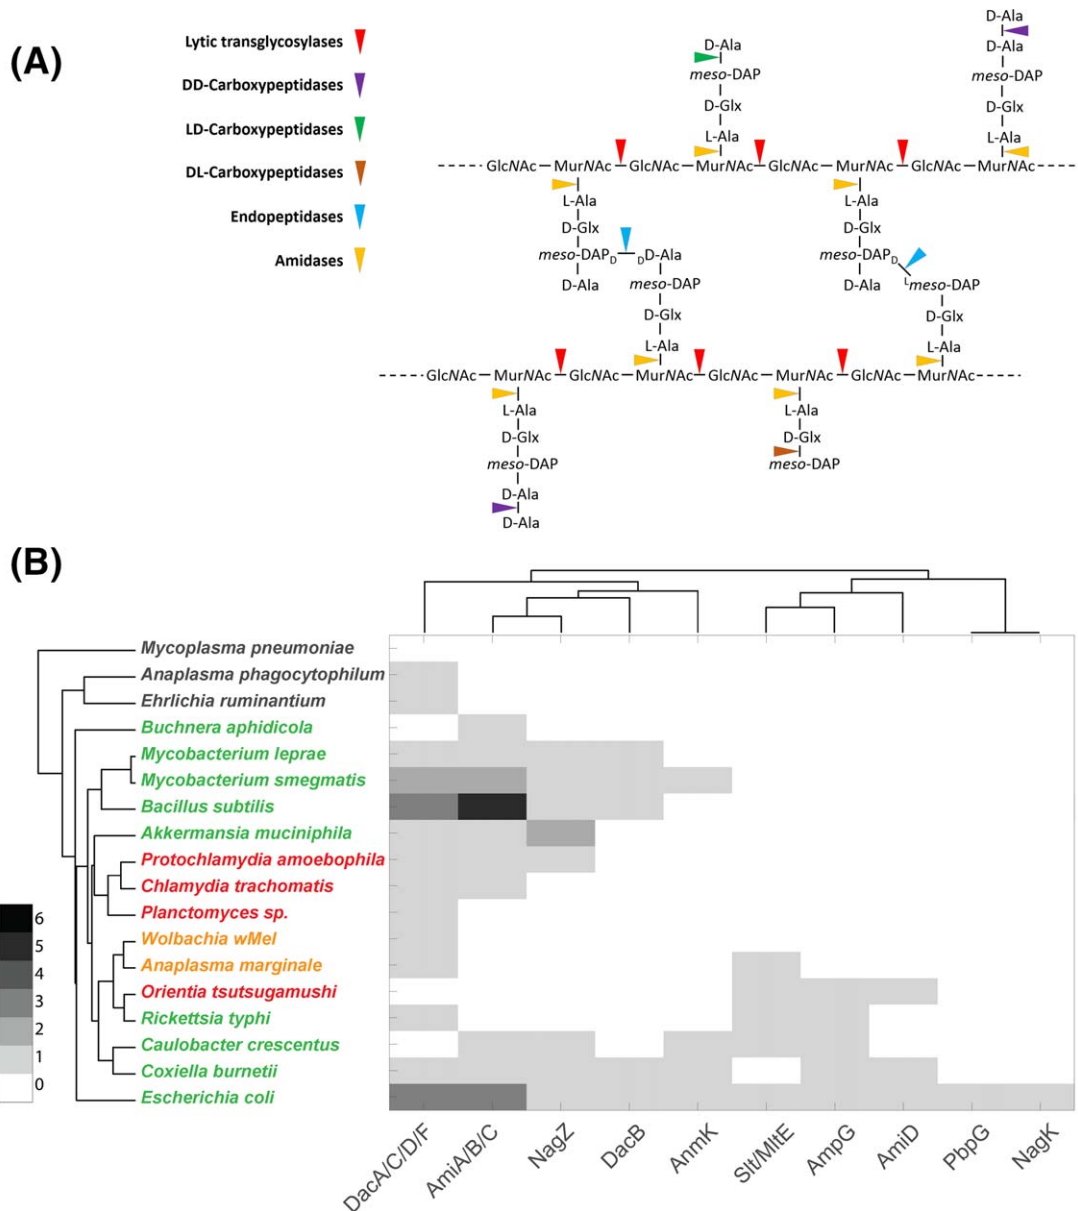 (A)
Lytic transglycosylases
DD-Carboxypeptidases
LD-Carboxypeptidases
DL-Carboxypeptidases
Endopeptidases
Amidases
D-Ala
D-Ala
D-Ala
meso-DAP
meso-DAP
D-Glx
D-Glx
L-Ala
L-Ala
GlcNAc MurNAc GlcNAc MurNAc GlcNAc MurNAc GlcNAc MurNAc
L-Ala
L-Ala
D-Glx
D-Glx
meso-DAP D D D-Ala
meso-DAP D
D-Ala
meso-DAP
D-Ala
L meso-DAP
D-Glx
D-Glx
L-Ala
L-Ala
GlcNAc MurNAc GlcNAc MurNAc GlcNAc MurNAc GlcNAc MurNAc
L-Ala
L-Ala
D-Glx
D-Glx
meso-DAP
meso-DAP
D-Ala
D-Ala
(B)
Mycoplasma pneumoniae
Anaplasma phagocytophilum
Ehrlichia ruminantium
Buchnera aphidicola
Mycobacterium leprae
Mycobacterium smegmatis
Bacillus subtilis
Akkermansia muciniphila
Protochlamydia amoebophila
Chlamydia trachomatis
Planctomyces sp.
Wolbachia wMel
Anaplasma marginale
Orientia tsutsugamushi
Rickettsia typhi
Caulobacter crescentus
Coxiella burnetii
Escherichia coli
6
5
4
3
2
1
0
DacA/C/D/F
AmiA/B/C
NagZ
DacB
AnmK
Slt/MltE
AmpG
AmiD
PbpG
NagK